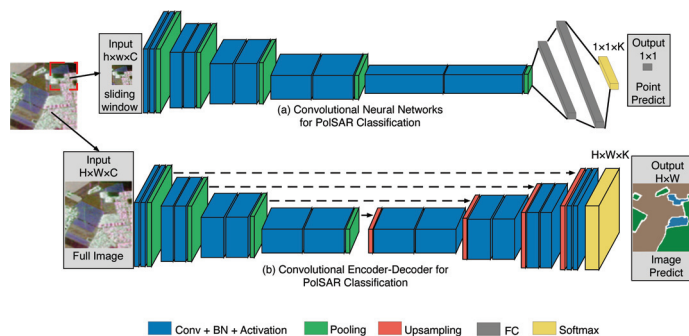 Input
h×w×C
sliding
window
1×1×K
Output
1×1
Point
Predict
(a) Convolutional Neural Networks
for PolSAR Classification
Input
H×W×C
Full Image
H×W×K
Output
H×W
Image
Predict
(b) Convolutional Encoder-Decoder for
PolSAR Classification
Conv + BN + Activation
Pooling
Upsampling
FC
Softmax